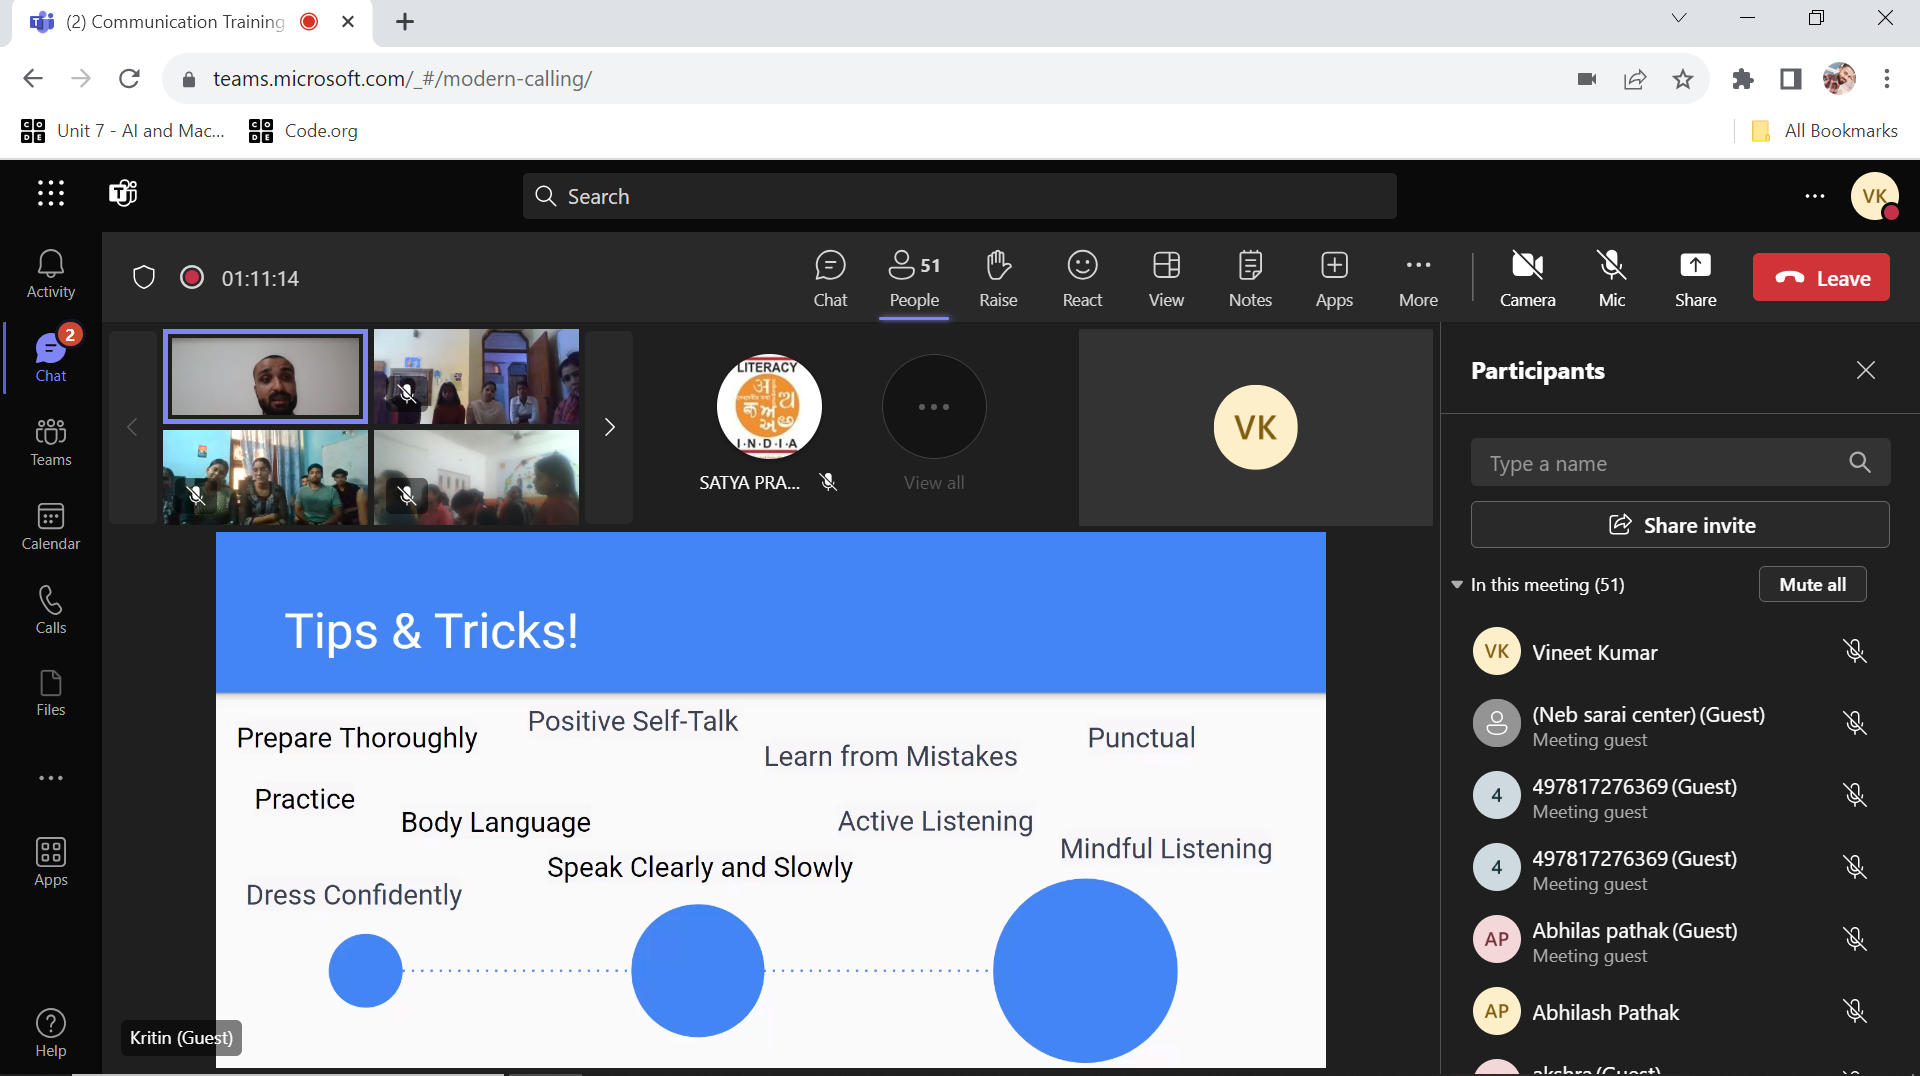 (2) Communication Training
teams.microsoft.com/_#/modern-calling/
Unit 7 - AI and Mac...
Code.org
All Bookmarks
Search
VK
Activity
2
Chat
Teams
Calendar
Calls
Files
Apps
Help
01:11:14
Chat
51
People
Raise
React
View
Notes
Apps
More
Camera
Mic
Share
Leave
LITERACY
INDIA
SATYA PRA...
View all
VK
Tips & Tricks!
Prepare Thoroughly
Positive Self-Talk
Learn from Mistakes
Punctual
Practice
Body Language
Active Listening
Mindful Listening
Speak Clearly and Slowly
Dress Confidently
Kritin (Guest)
Participants
Type a name
Share invite
In this meeting (51)
Mute all
VK
Vineet Kumar
(Neb sarai center) (Guest)
Meeting guest
4
497817276369 (Guest)
Meeting guest
4
497817276369 (Guest)
Meeting guest
AP
Abhilas pathak (Guest)
Meeting guest
AP
Abhilash Pathak